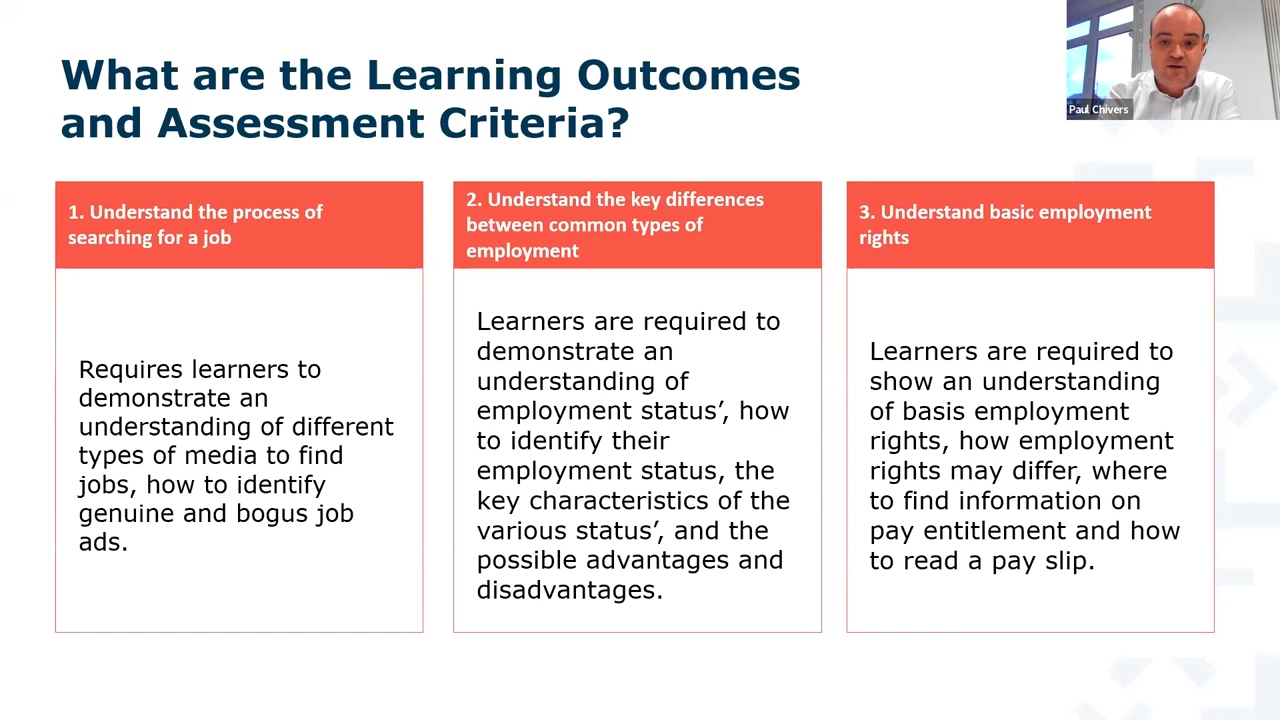 What are the Learning Outcomes
and Assessment Criteria?
Paul Chivers
1. Understand the process of
searching for a job
Requires learners to
demonstrate an
understanding of different
types of media to find
jobs, how to identify
genuine and bogus job
ads.
2. Understand the key differences
between common types of
employment
Learners are required to
demonstrate an
understanding of
employment status’, how
to identify their
employment status, the
key characteristics of the
various status’, and the
possible advantages and
disadvantages.
3. Understand basic employment
rights
Learners are required to
show an understanding
of basis employment
rights, how employment
rights may differ, where
to find information on
pay entitlement and how
to read a pay slip.